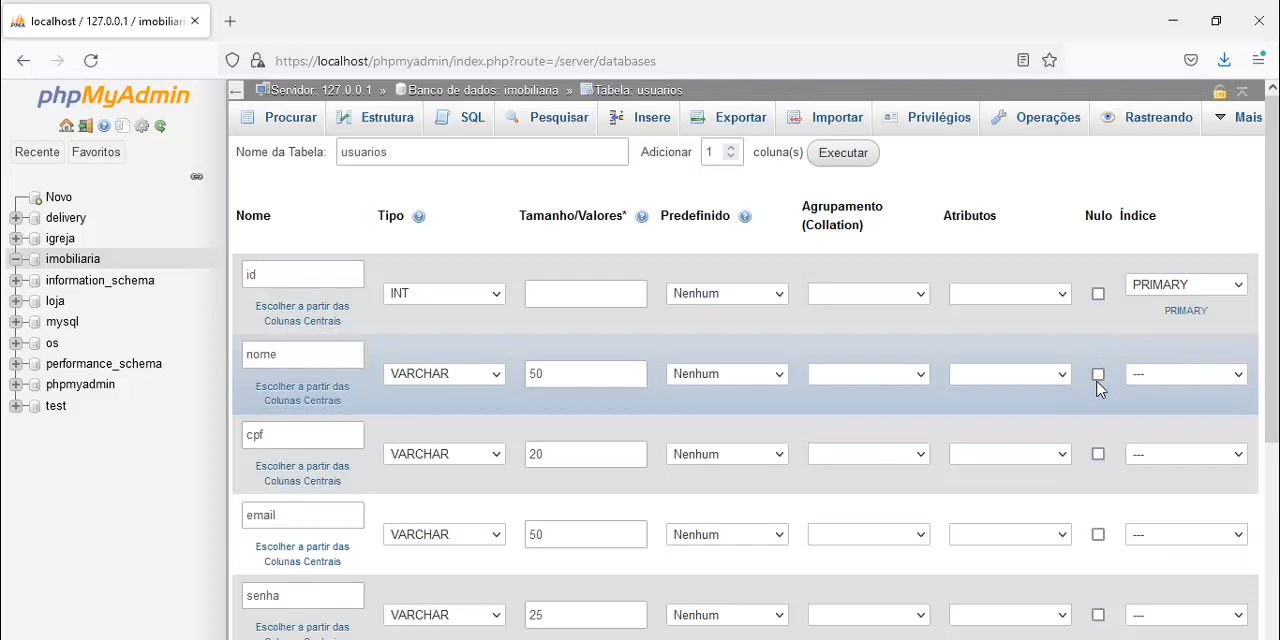 localhost / 127.0.0.1 / imobiliari
https://localhost/phpmyadmin/index.php?route=/server/databases
phpMyAdmin
Recente Favoritos
Novo
delivery
igreja
imobiliaria
information_schema
loja
mysql
os
performance_schema
phpmyadmin
test
Servidor: 127.0.0.1 » Banco de dados: imobiliaria » Tabela: usuarios
Procurar Estrutura SQL Pesquisar Insere Exportar Importar Privilégios Operações Rastreando Mais
Nome da Tabela: usuarios Adicionar 1 coluna(s) Executar
Nome Tipo Tamanho/Valores* Predefinido Agrupamento (Collation) Atributos Nulo Índice
id INT Nenhum PRIMARY
Escolher a partir das
Colunas Centrais
PRIMARY
nome VARCHAR 50 Nenhum ---
Escolher a partir das
Colunas Centrais
cpf VARCHAR 20 Nenhum ---
Escolher a partir das
Colunas Centrais
email VARCHAR 50 Nenhum ---
Escolher a partir das
Colunas Centrais
senha VARCHAR 25 Nenhum ---
Escolher a partir das